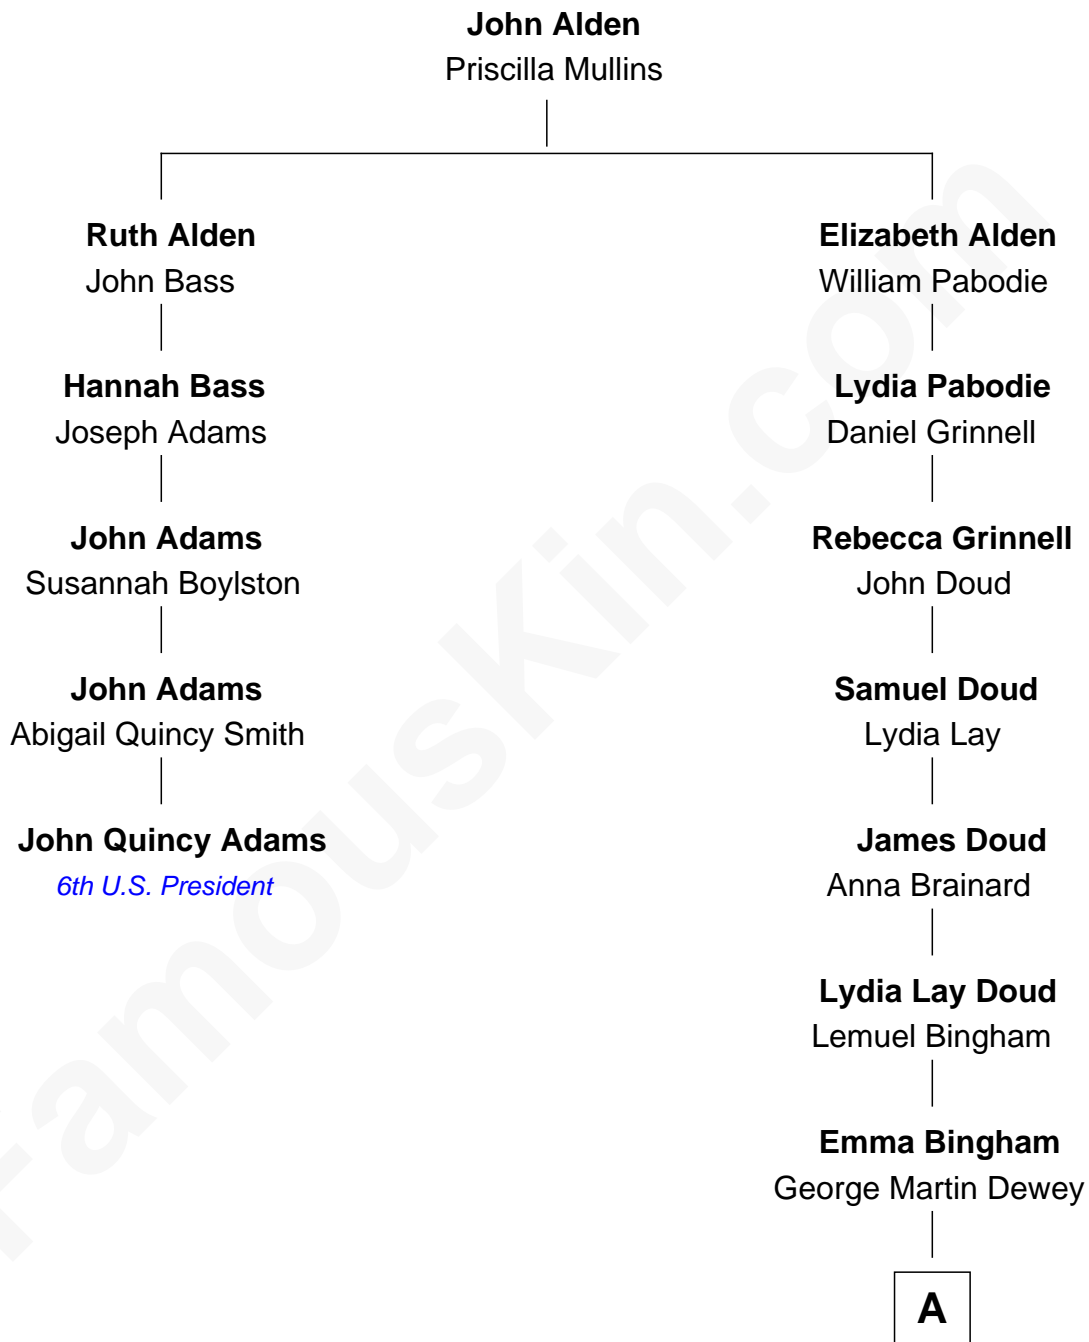 John Alden
Priscilla Mullins
Ruth Alden
John Bass
Elizabeth Alden
William Pabodie
Hannah Bass
Joseph Adams
Lydia Pabodie
Daniel Grinnell
John Adams
Susannah Boylston
Rebecca Grinnell
John Doud
John Adams
Abigail Quincy Smith
Samuel Doud
Lydia Lay
John Quincy Adams
6th U.S. President
James Doud
Anna Brainard
Lydia Lay Doud
Lemuel Bingham
Emma Bingham
George Martin Dewey
A
FamousKin.com